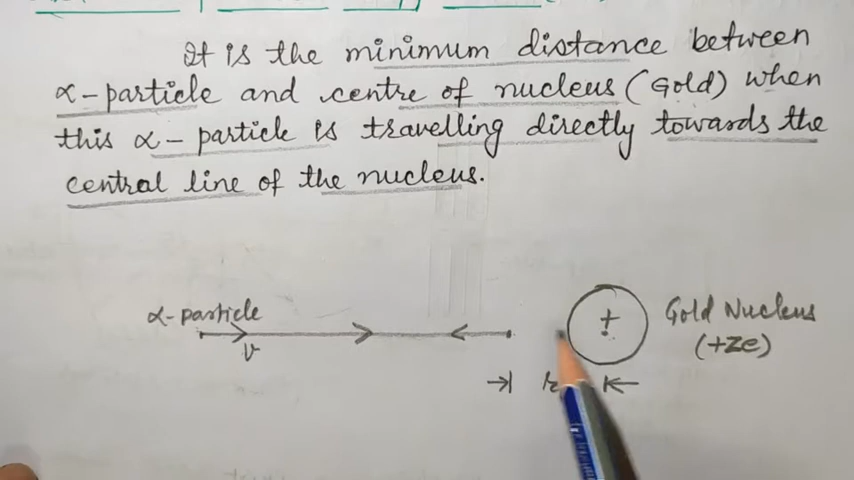 It is the minimum distance between
α-particle and centre of nucleus (Gold) when
this α-particle is travelling directly towards the
central line of the nucleus.
α-particle
v
+
Gold Nucleus
(+Ze)